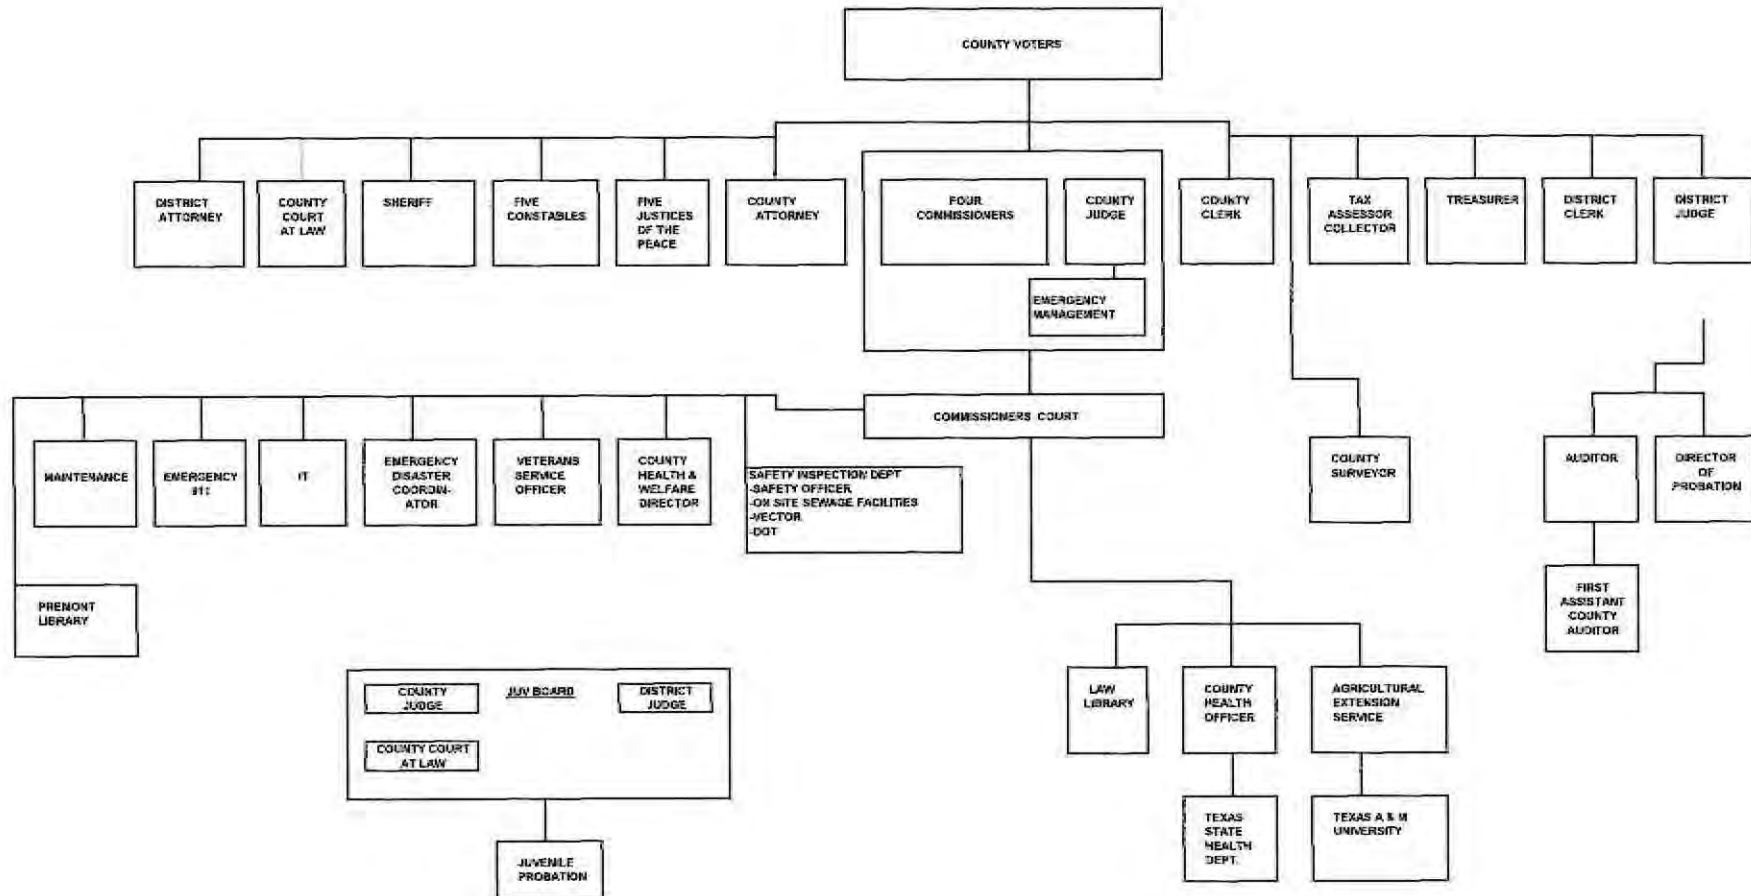 COUNTY VOTERS
DISTRICT
ATTORNEY
COUNTY
COURT
AT LAW
SHERIFF
FIVE
CONSTABLES
FIVE
JUSTICES
OF THE
PEACE
COUNTY
ATTORNEY
FOUR
COMMISSIONERS
COUNTY
JUDGE
EMERGENCY
MANAGEMENT
COUNTY
CLERK
TAX
ASSESSOR
COLLECTOR
TREASURER
DISTRICT
CLERK
DISTRICT
JUDGE
COMMISSIONERS COURT
MAINTENANCE
EMERGENCY
911
IT
EMERGENCY
DISASTER
COORDIN-
ATOR
VETERANS
SERVICE
OFFICER
COUNTY
HEALTH &
WELFARE
DIRECTOR
SAFETY INSPECTION DEPT
-SAFETY OFFICER
-ON SITE SEWAGE FACILITIES
-VECTOR
-DOT
COUNTY
SURVEYOR
AUDITOR
DIRECTOR
OF
PROBATION
FIRST
ASSISTANT
COUNTY
AUDITOR
PREMONT
LIBRARY
COUNTY
JUDGE
JUV BOARD
DISTRICT
JUDGE
COUNTY COURT
AT LAW
JUVENILE
PROBATION
LAW
LIBRARY
COUNTY
HEALTH
OFFICER
AGRICULTURAL
EXTENSION
SERVICE
TEXAS
STATE
HEALTH
DEPT.
TEXAS A & M
UNIVERSITY